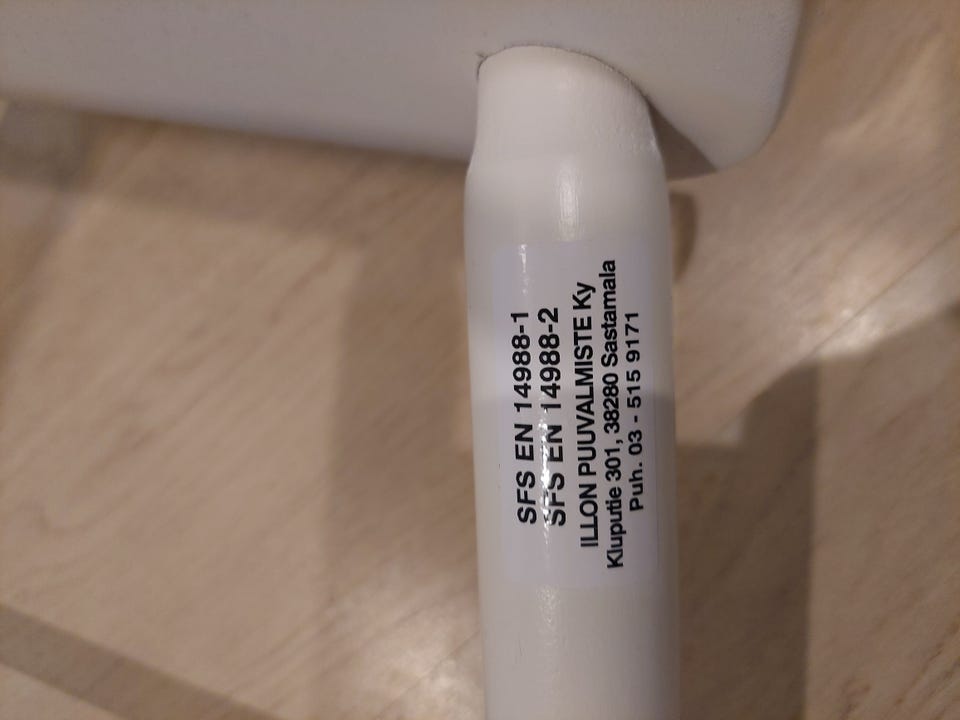 SFS EN 14988-1
SFS EN 14988-2
ILLON PUUVALMISTE Ky
Kluputie 301, 38280 Sastamala
Puh. 03 - 515 9171